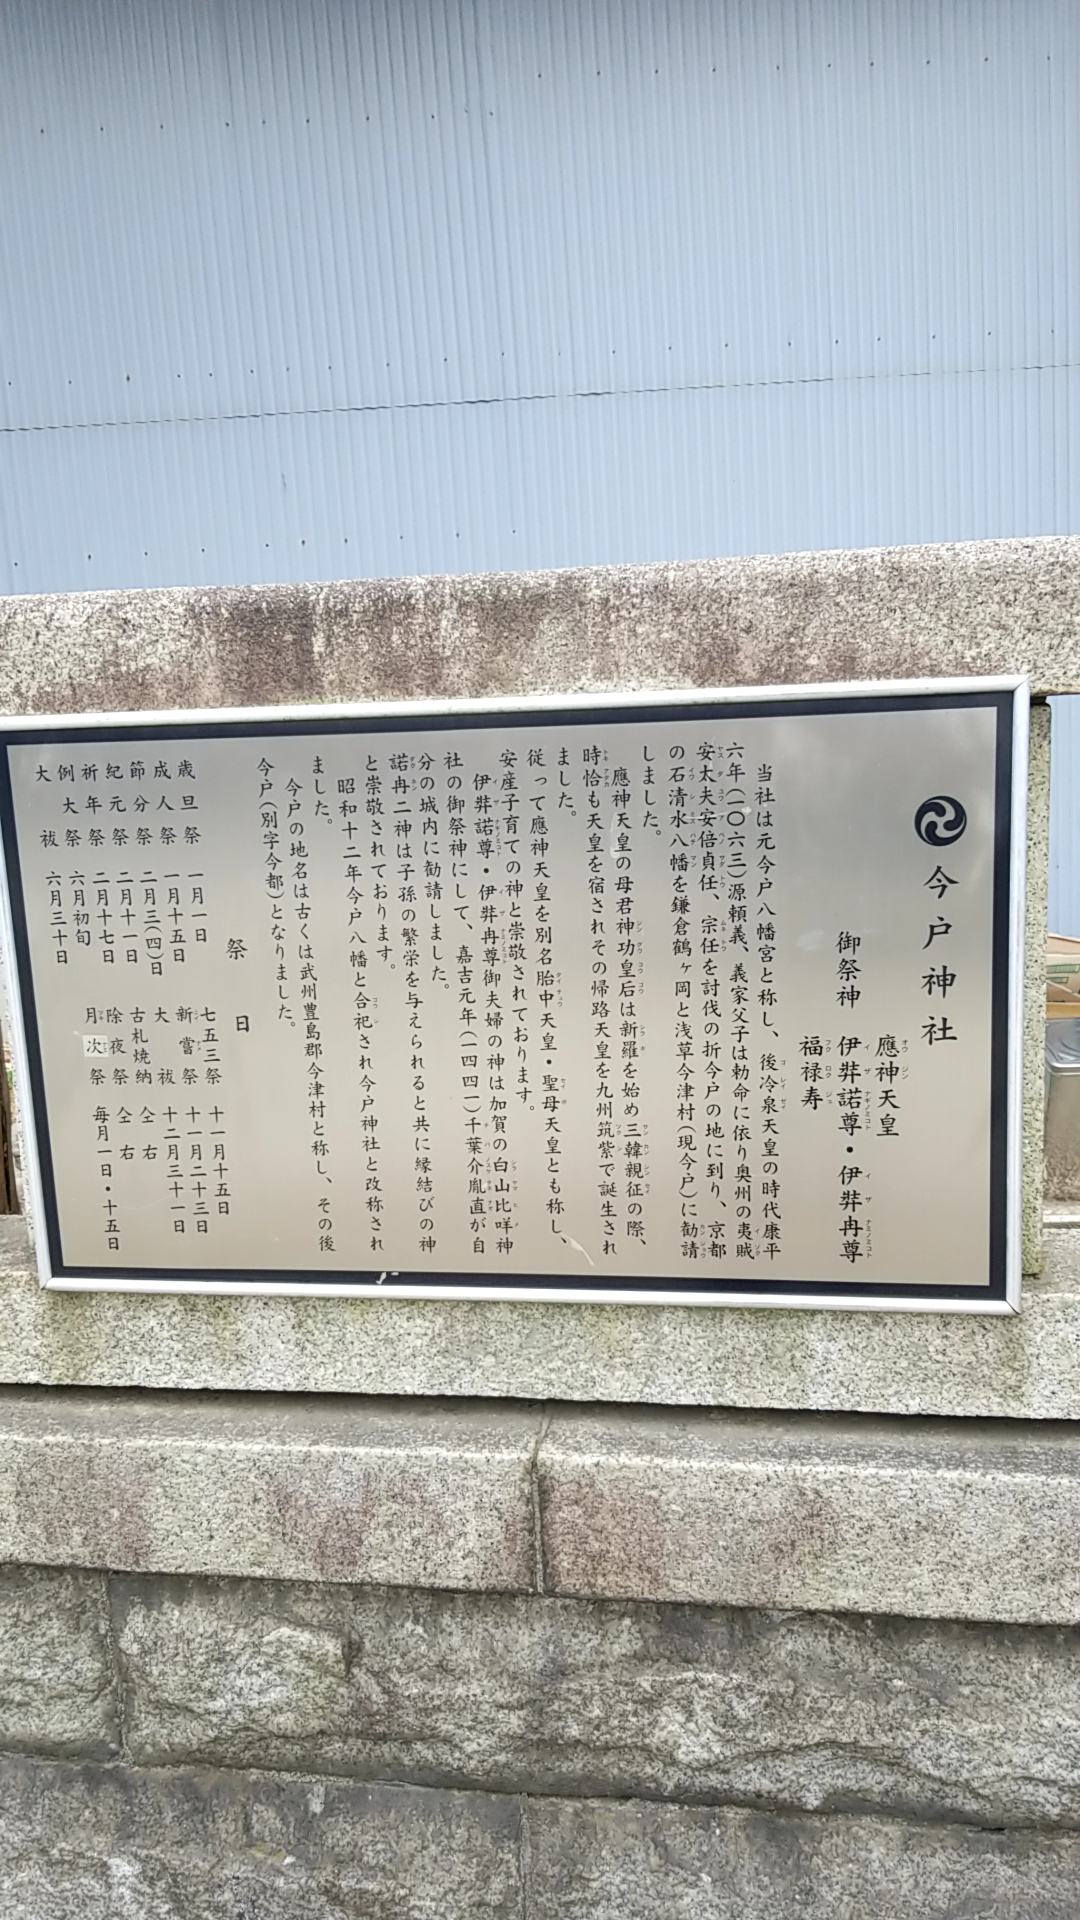 今戸神社
御祭神
應神天皇
伊弉諾尊・伊弉冉尊
福禄寿
当社は元今戸八幡宮と称し、後冷泉天皇の時代康平
六年(一〇六三)源頼義、義家父子は勅命に依り奥州の夷賊
安太夫安倍貞任、宗任を討伐の折今戸の地に到り、京都
の石清水八幡を鎌倉鶴ヶ岡と浅草今津村(現今戸)に勧請
しました。
應神天皇の母君神功皇后は新羅を始め三韓親征の際、
時恰も天皇を宿されその帰路天皇を九州筑紫で誕生され
ました。
従って應神天皇を別名胎中天皇・聖母天皇とも称し、
安産子育ての神と崇敬されております。
伊弉諾尊・伊弉冉尊御夫婦の神は加賀の白山比咩神
社の御祭神にして、嘉吉元年(一四四一)千葉介胤直が自
分の城内に勧請しました。
諾冉二神は子孫の繁栄を与えられると共に縁結びの神
と崇敬されております。
昭和十二年今戸八幡と合祀され今戸神社と改称され
ました。
今戸の地名は古くは武州豊島郡今津村と称し、その後
今戸(別字今都)となりました。
祭日
歳旦祭 一月一日
成人祭 一月十五日
節分祭 二月三(四)日
紀元祭 二月十一日
祈年祭 二月十七日
例大祭 六月初旬
大祓 六月三十日
七五三祭 十一月十五日
新嘗祭 十一月二十三日
大祓 十二月三十一日
古札焼納 仝右
除夜祭 仝右
月次祭 毎月一日・十五日